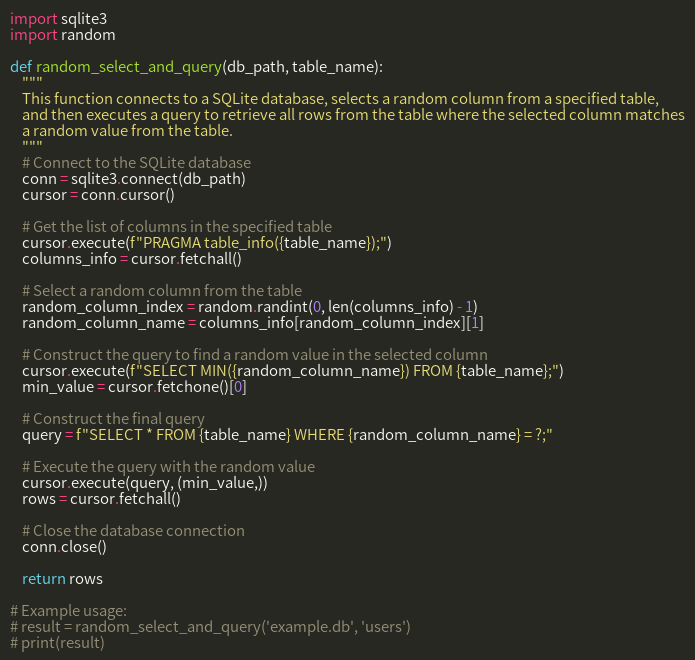 import sqlite3
import random

def random_select_and_query(db_path, table_name):
    """
    This function connects to a SQLite database, selects a random column from a specified table,
    and then executes a query to retrieve all rows from the table where the selected column matches
    a random value from the table.
    """
    # Connect to the SQLite database
    conn = sqlite3.connect(db_path)
    cursor = conn.cursor()

    # Get the list of columns in the specified table
    cursor.execute(f"PRAGMA table_info({table_name});")
    columns_info = cursor.fetchall()

    # Select a random column from the table
    random_column_index = random.randint(0, len(columns_info) - 1)
    random_column_name = columns_info[random_column_index][1]

    # Construct the query to find a random value in the selected column
    cursor.execute(f"SELECT MIN({random_column_name}) FROM {table_name};")
    min_value = cursor.fetchone()[0]

    # Construct the final query
    query = f"SELECT * FROM {table_name} WHERE {random_column_name} = ?;"

    # Execute the query with the random value
    cursor.execute(query, (min_value,))
    rows = cursor.fetchall()

    # Close the database connection
    conn.close()

    return rows

# Example usage:
# result = random_select_and_query('example.db', 'users')
# print(result)